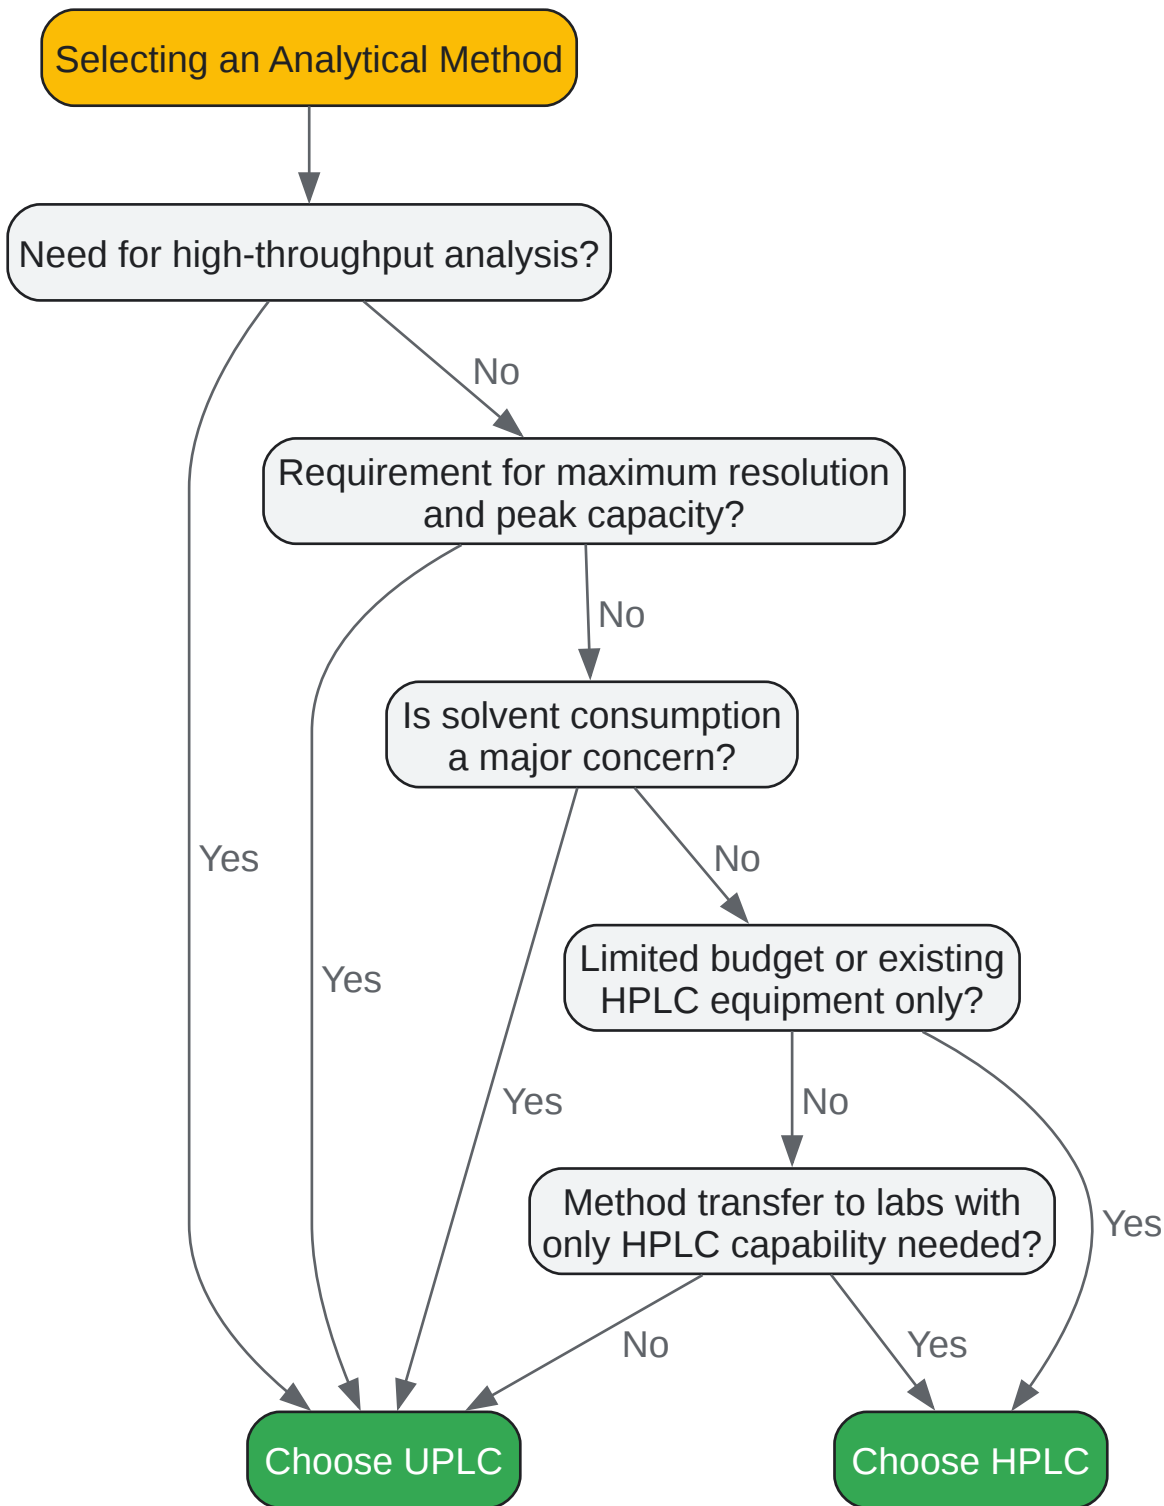 Selecting an Analytical Method
Need for high-throughput analysis?
No
Requirement for maximum resolution
and peak capacity?
No
Is solvent consumption
a major concern?
Yes
No
Limited budget or existing
HPLC equipment only?
Yes
Yes
No
Method transfer to labs with
only HPLC capability needed?
Yes
No
Yes
Choose UPLC
Choose HPLC